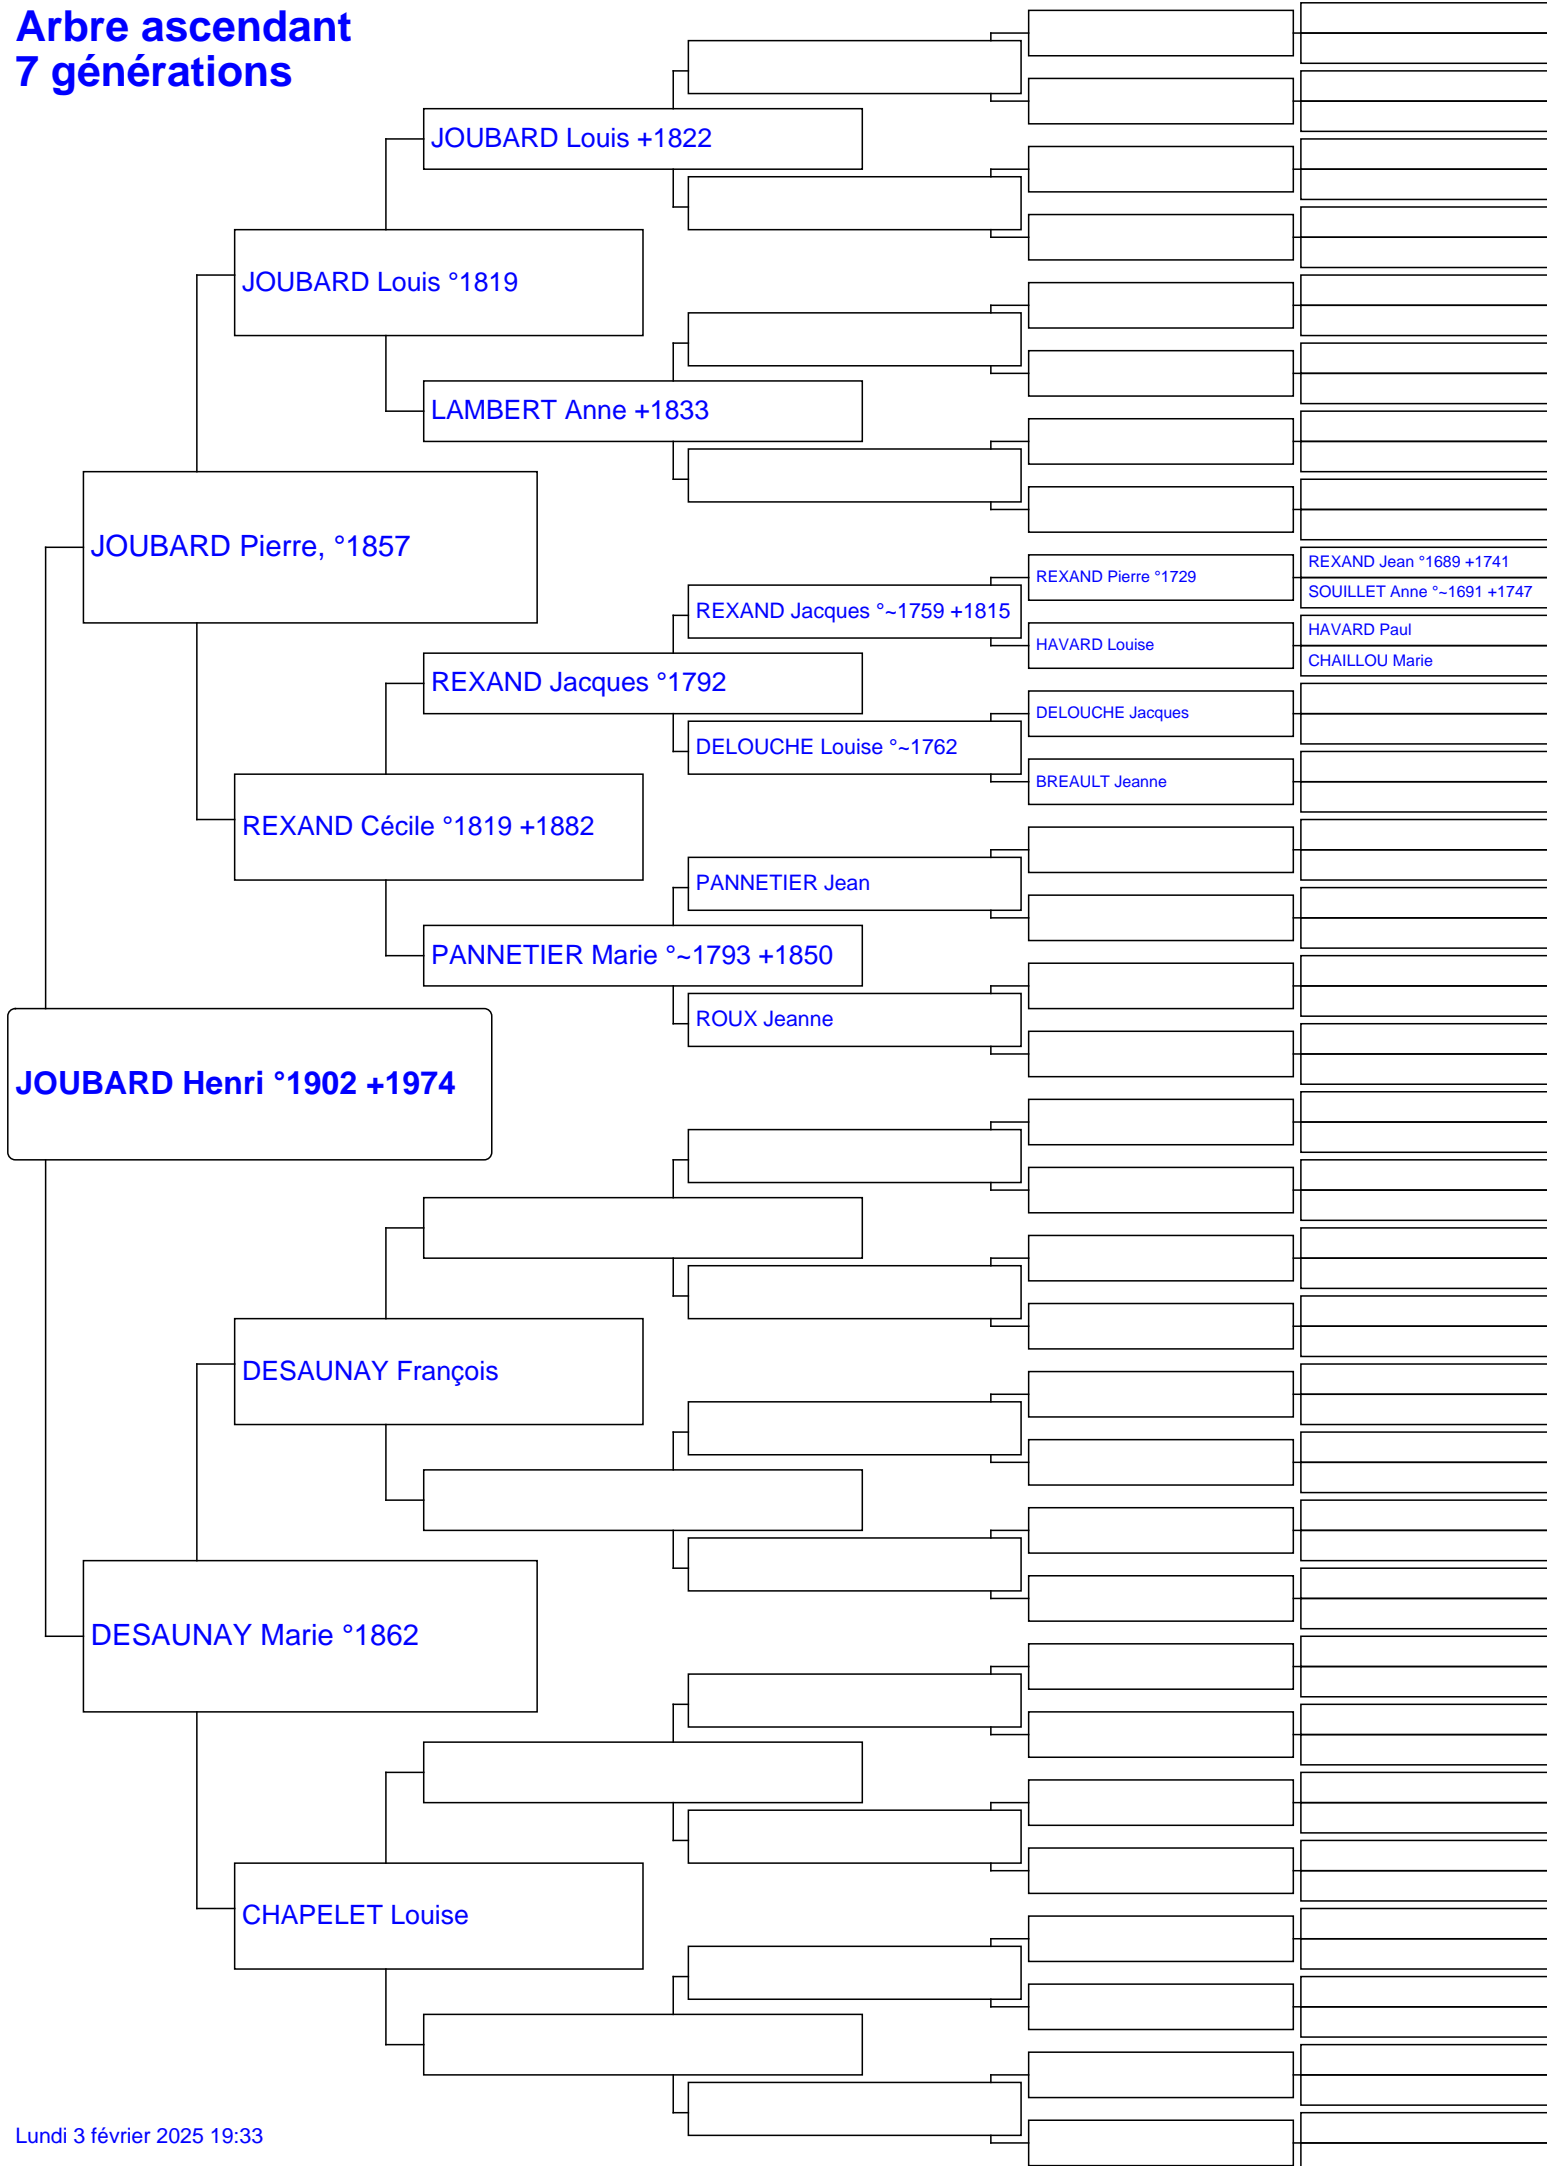 Arbre ascendant
7 générations
JOUBARD Louis +1822
JOUBARD Louis °1819
LAMBERT Anne +1833
JOUBARD Pierre, °1857
REXAND Jean °1689 +1741
REXAND Pierre °1729
SOUILLET Anne °~1691 +1747
REXAND Jacques °~1759 +1815
HAVARD Paul
HAVARD Louise
CHAILLOU Marie
REXAND Jacques °1792
DELOUCHE Jacques
DELOUCHE Louise °~1762
BREAULT Jeanne
REXAND Cécile °1819 +1882
PANNETIER Jean
PANNETIER Marie °~1793 +1850
ROUX Jeanne
JOUBARD Henri °1902 +1974
DESAUNAY François
DESAUNAY Marie °1862
CHAPELET Louise
Lundi 3 février 2025 19:33